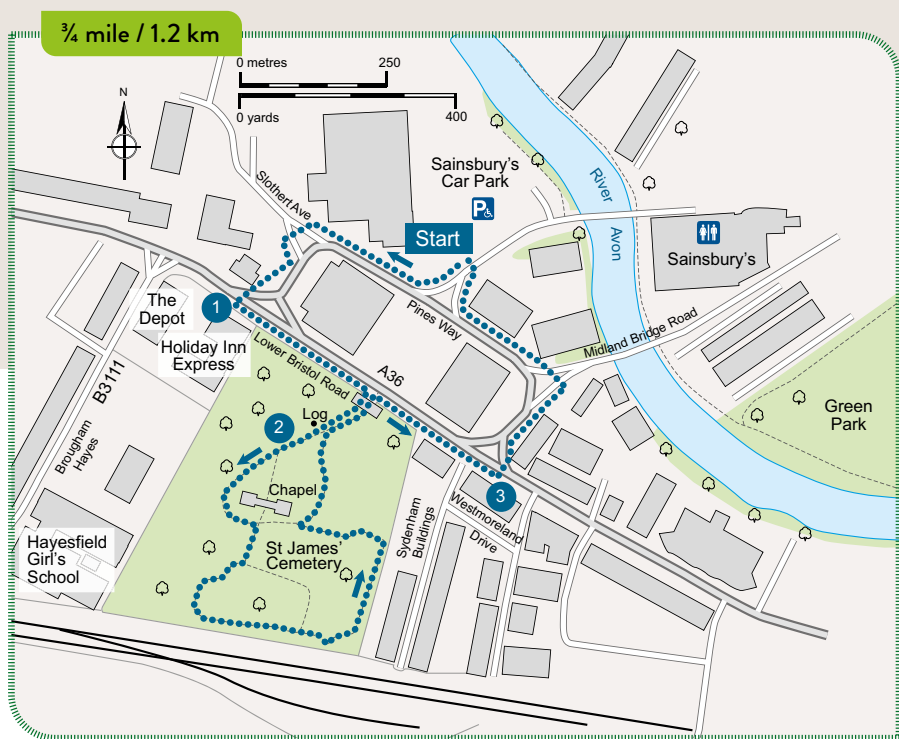 ¾ mile / 1.2 km
0 metres
250
0 yards
400
N
Slothert Ave
Sainsbury's
Car Park
P
Start
River
Avon
Sainsbury's
1
The
Depot
Holiday Inn
Express
Pines Way
Midland Bridge Road
Lower Bristol Road
A36
B3111
Brougham
Hayes
Log
2
Green
Park
Chapel
3
Westmoreland
Drive
Sydenham
Buildings
St James'
Cemetery
Hayesfield
Girl's
School